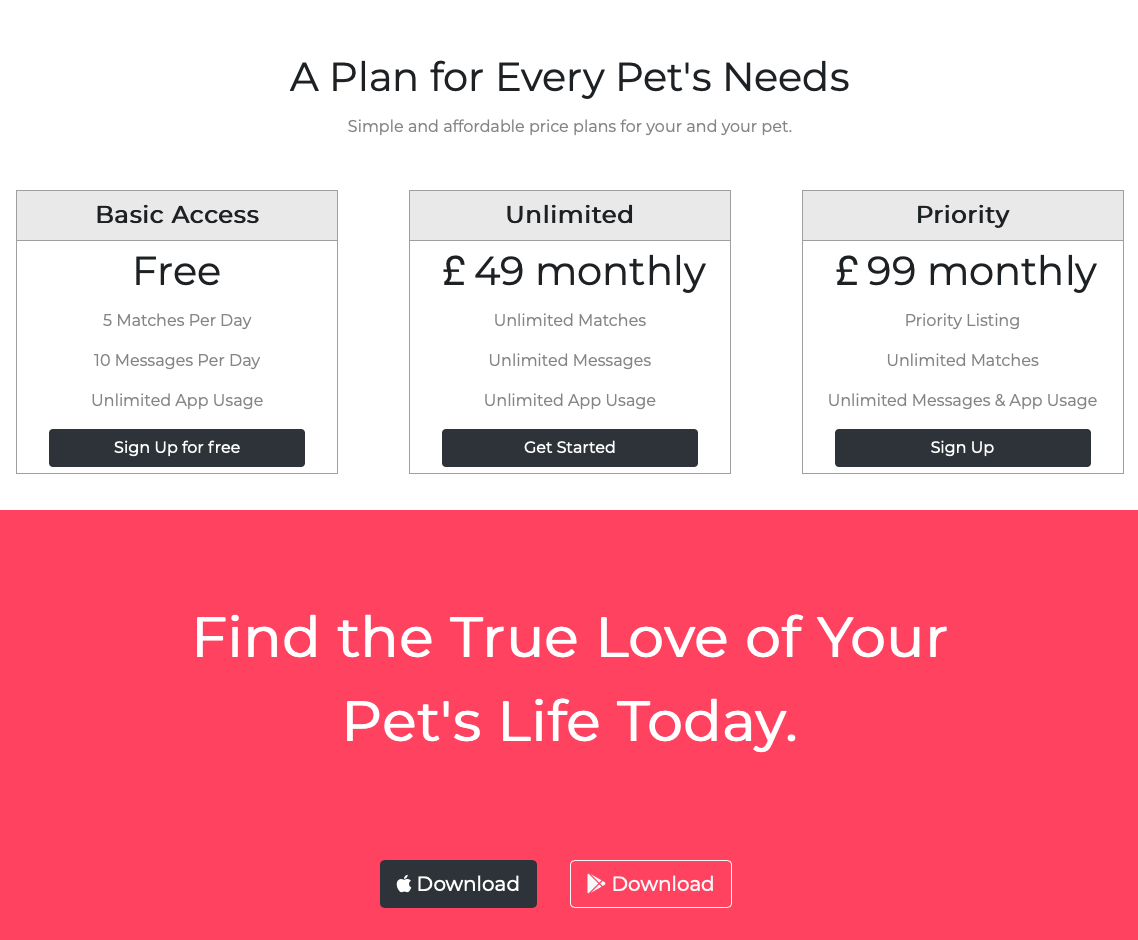 A Plan for Every Pet's Needs
Simple and affordable price plans for your and your pet.
Basic Access
Free
5 Matches Per Day
10 Messages Per Day
Unlimited App Usage
Sign Up for free
Unlimited
£ 49 monthly
Unlimited Matches
Unlimited Messages
Unlimited App Usage
Get Started
Priority
£ 99 monthly
Priority Listing
Unlimited Matches
Unlimited Messages & App Usage
Sign Up
Find the True Love of Your
Pet's Life Today.
Download
Download